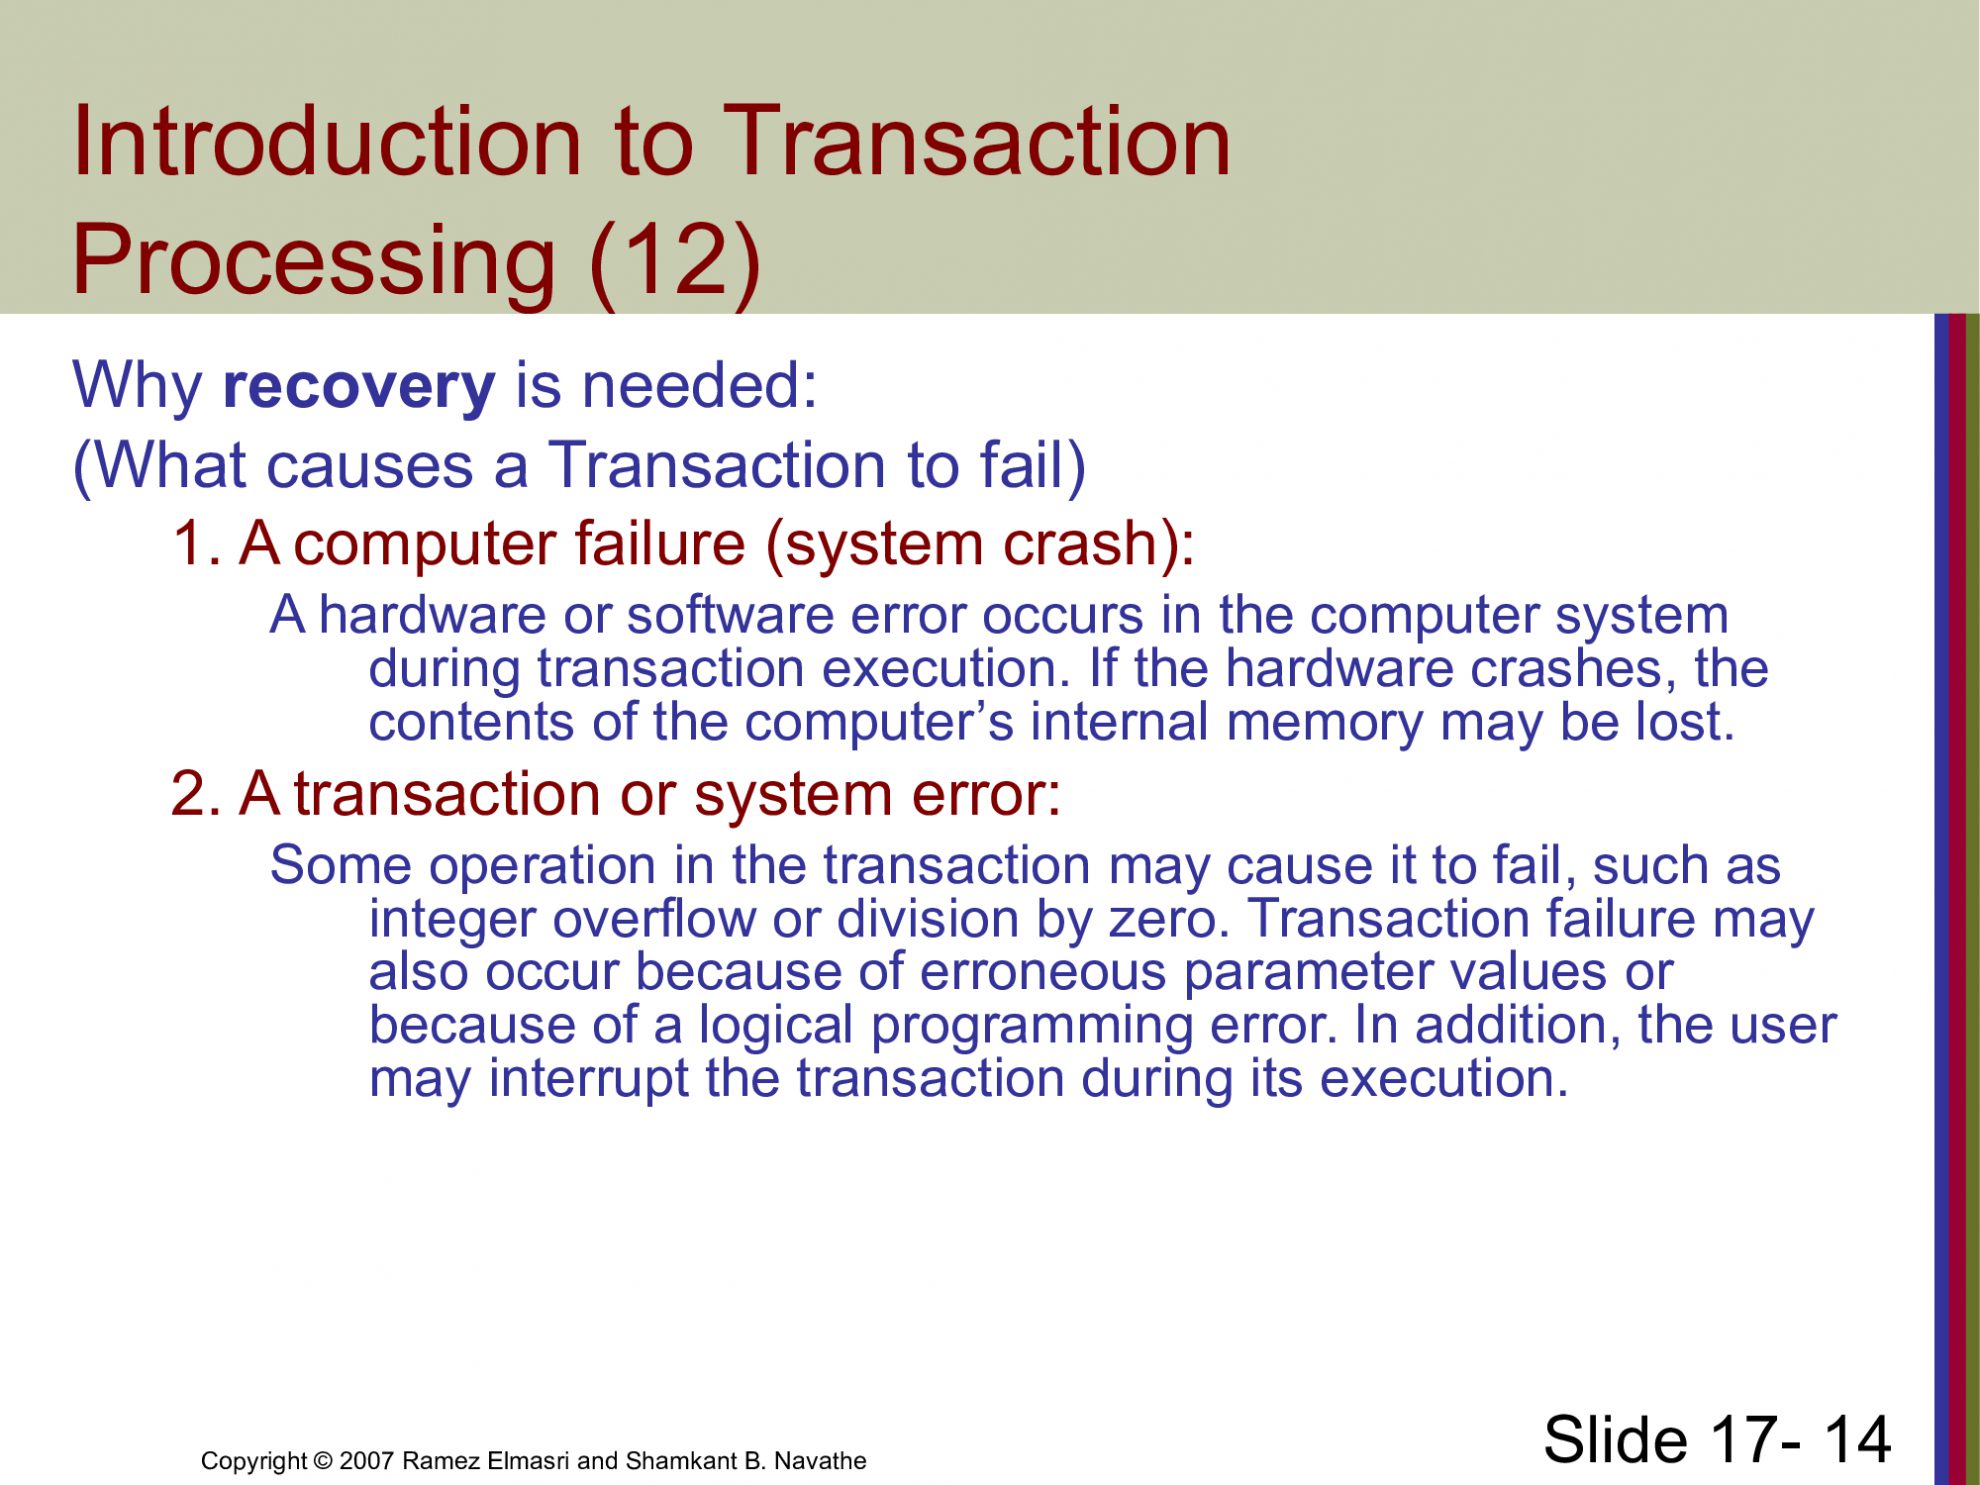 Introduction to Transaction
Processing (12)
Why recovery is needed:
(What causes a Transaction to fail)
1. A computer failure (system crash):
A hardware or software error occurs in the computer system
during transaction execution. If the hardware crashes, the
contents of the computer’s internal memory may be lost.
2. A transaction or system error:
Some operation in the transaction may cause it to fail, such as
integer overflow or division by zero. Transaction failure may
also occur because of erroneous parameter values or
because of a logical programming error. In addition, the user
may interrupt the transaction during its execution.
Copyright © 2007 Ramez Elmasri and Shamkant B. Navathe
Slide 17- 14